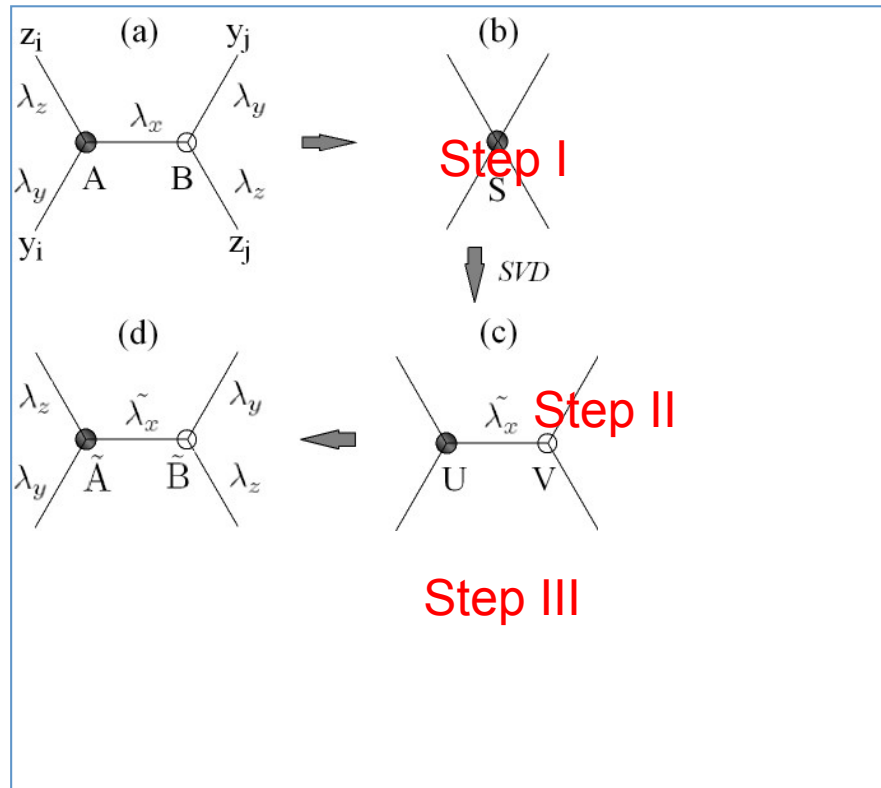 (a)
z_i y_j
λ_z λ_x λ_y
λ_y A B λ_z
y_i z_j
(b)
Step I
S
SVD
(d)
λ_z λ̃_x λ_y
λ_y Ã B̃ λ_z
(c)
λ̃_x Step II
U V
Step III